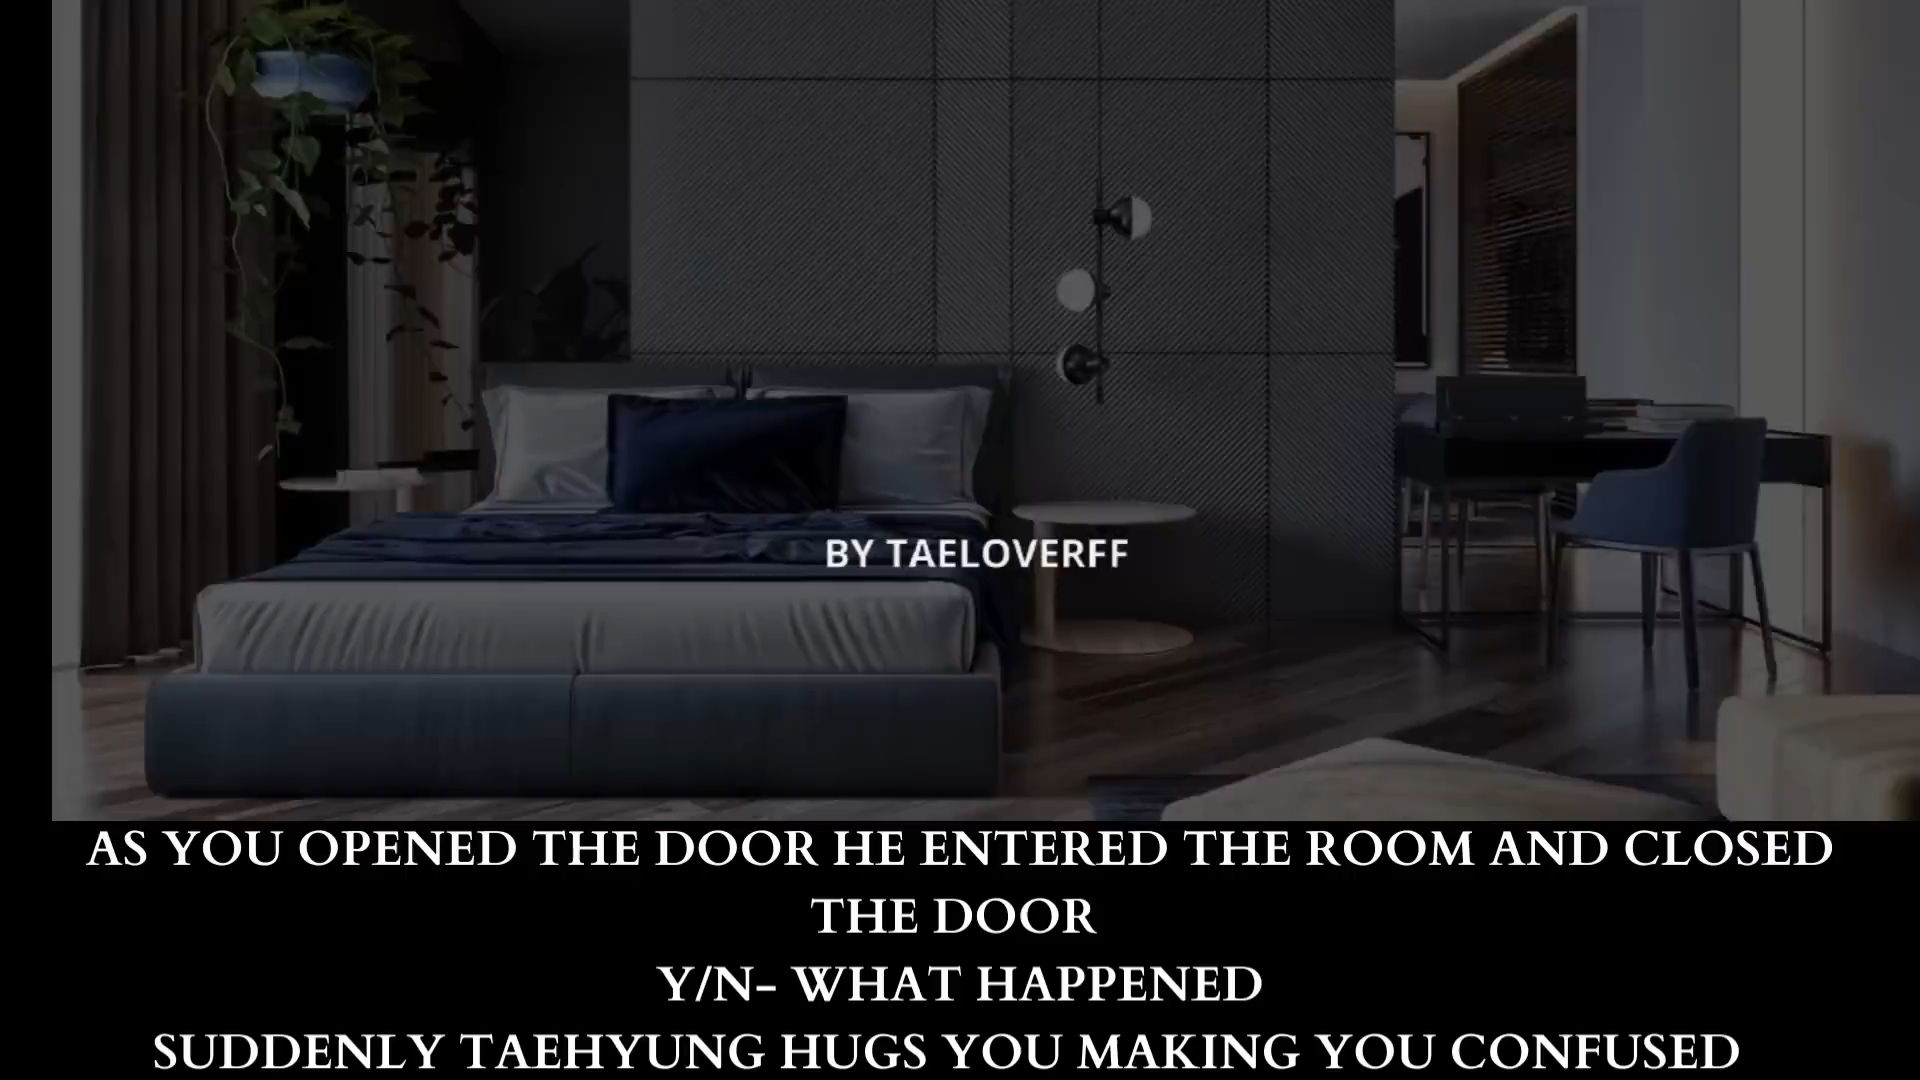 BY TAELOVERFF
AS YOU OPENED THE DOOR HE ENTERED THE ROOM AND CLOSED
THE DOOR
Y/N- WHAT HAPPENED
SUDDENLY TAEHYUNG HUGS YOU MAKING YOU CONFUSED